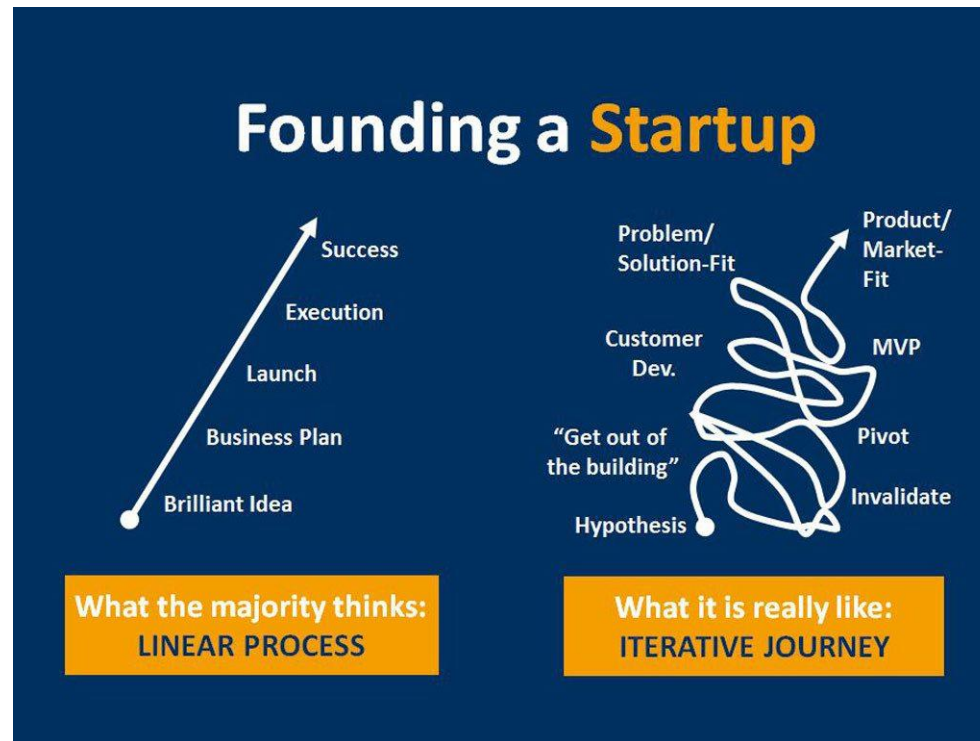 Founding a Startup
Success
Execution
Launch
Business Plan
Brilliant Idea
What the majority thinks:
LINEAR PROCESS
Problem/
Solution-Fit
Product/
Market-
Fit
Customer
Dev.
MVP
“Get out of
the building”
Pivot
Invalidate
Hypothesis
What it is really like:
ITERATIVE JOURNEY